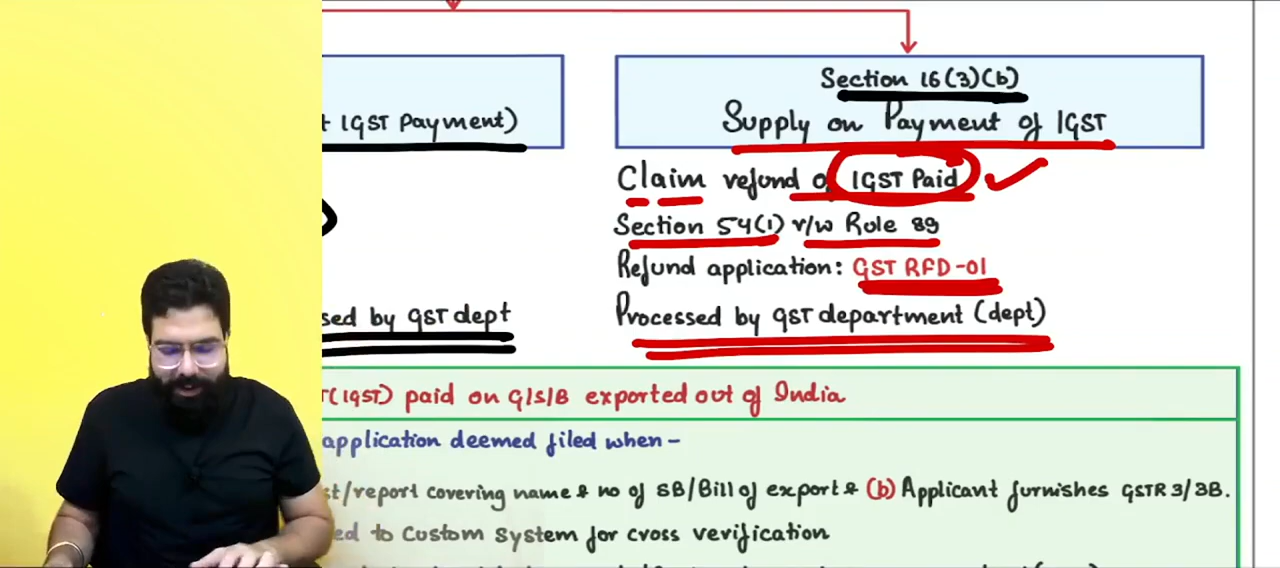 Section 16(3)(b)
IGST Payment)
Supply on Payment of IGST
Claim refund of IGST Paid
Section 54(1) r/w Rule 89
Refund application: GST RFD-01
sed by GST dept
Processed by GST department (dept)
T(IGST) paid on G/S/B exported out of India
application deemed filed when-
st/report covering name & no of SB/Bill of export & (b) Applicant furnishes GSTR 3/3B.
ed to Custom System for cross verification